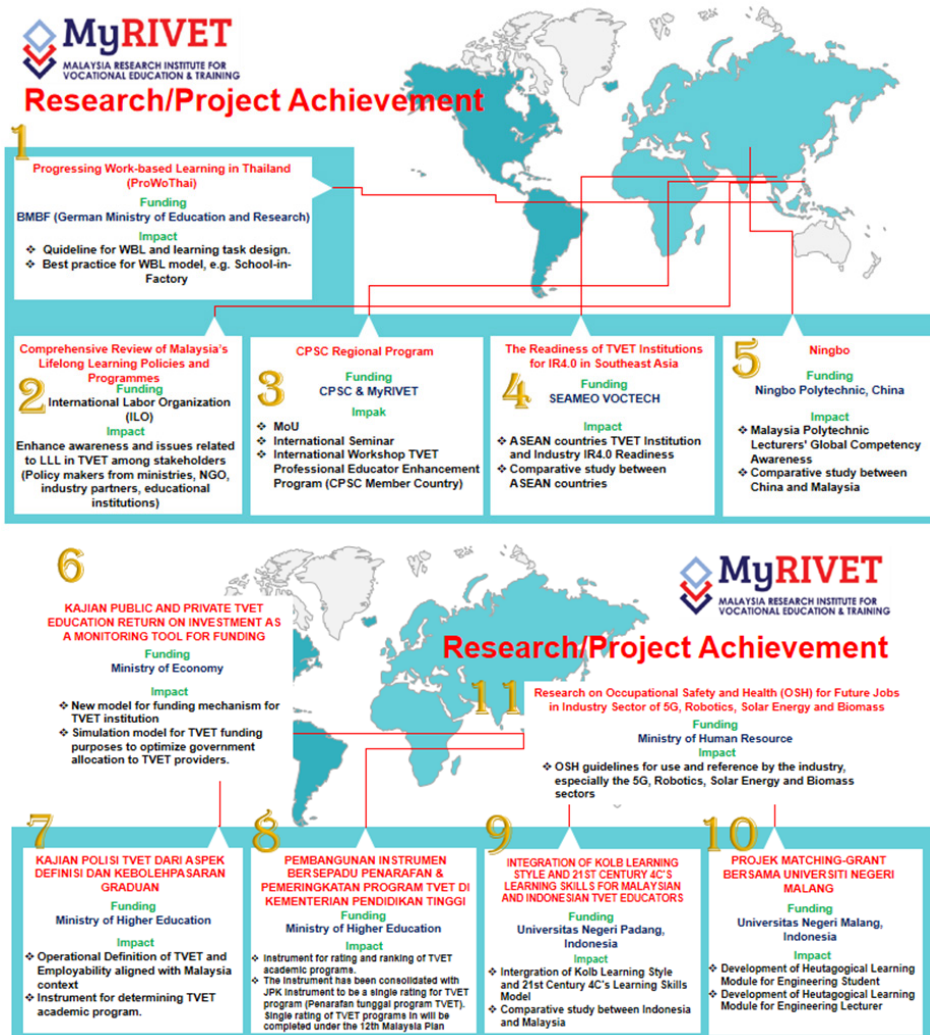 MyRIVET
MALAYSIA RESEARCH INSTITUTE FOR
VOCATIONAL EDUCATION & TRAINING
Research/Project Achievement
1
Progressing Work-based Learning in Thailand
(ProWoThai)
Funding
BMBF (German Ministry of Education and Research)
Impact
❖ Quideline for WBL and learning task design.
❖ Best practice for WBL model, e.g. School-in-
Factory
2
Comprehensive Review of Malaysia's
Lifelong Learning Policies and
Programmes
Funding
International Labor Organization
(ILO)
Impact
Enhance awareness and issues related
to LLL in TVET among stakeholders
(Policy makers from ministries, NGO,
industry partners, educational
institutions)
3
CPSC Regional Program
Funding
CPSC & MyRIVET
Impak
❖ MoU
❖ International Seminar
❖ International Workshop TVET
Professional Educator Enhancement
Program (CPSC Member Country)
4
The Readiness of TVET Institutions
for IR4.0 in Southeast Asia
Funding
SEAMEO VOCTECH
Impact
❖ ASEAN countries TVET Institution
and Industry IR4.0 Readiness
❖ Comparative study between
ASEAN countries
5
Ningbo
Funding
Ningbo Polytechnic, China
Impact
❖ Malaysia Polytechnic
Lecturers' Global Competency
Awareness
❖ Comparative study between
China and Malaysia
MyRIVET
MALAYSIA RESEARCH INSTITUTE FOR
VOCATIONAL EDUCATION & TRAINING
Research/Project Achievement
6
KAJIAN PUBLIC AND PRIVATE TVET
EDUCATION RETURN ON INVESTMENT AS
A MONITORING TOOL FOR FUNDING
Funding
Ministry of Economy
Impact
❖ New model for funding mechanism for
TVET institution
❖ Simulation model for TVET funding
purposes to optimize government
allocation to TVET providers.
11
Research on Occupational Safety and Health (OSH) for Future Jobs
in Industry Sector of 5G, Robotics, Solar Energy and Biomass
Funding
Ministry of Human Resource
Impact
❖ OSH guidelines for use and reference by the industry,
especially the 5G, Robotics, Solar Energy and Biomass
sectors
7
KAJIAN POLISI TVET DARI ASPEK
DEFINISI DAN KEBOLEHPASARAN
GRADUAN
Funding
Ministry of Higher Education
Impact
❖ Operational Definition of TVET and
Employability aligned with Malaysia
context
❖ Instrument for determining TVET
academic program.
8
PEMBANGUNAN INSTRUMEN
BERSEPADU PENARAFAN &
PEMERINGKATAN PROGRAM TVET DI
KEMENTERIAN PENDIDIKAN TINGGI
Funding
Ministry of Higher Education
Impact
❖ Instrument for rating and ranking of TVET
academic programs.
❖ The instrument has been consolidated with
JPK instrument to be a single rating for TVET
program (Penarafan tunggal program TVET).
Single rating of TVET programs in will be
completed under the 12th Malaysia Plan
9
INTEGRATION OF KOLB LEARNING
STYLE AND 21ST CENTURY 4C'S
LEARNING SKILLS FOR MALAYSIAN
AND INDONESIAN TVET EDUCATORS
Funding
Universitas Negeri Padang,
Indonesia
Impact
❖ Intergration of Kolb Learning Style
and 21st Century 4C's Learning Skills
Model
❖ Comparative study between Indonesia
and Malaysia
10
PROJEK MATCHING-GRANT
BERSAMA UNIVERSITI NEGERI
MALANG
Funding
Universitas Negeri Malang,
Indonesia
Impact
❖ Development of Heutagogical Learning
Module for Engineering Student
❖ Development of Heutagogical Learning
Module for Engineering Lecturer